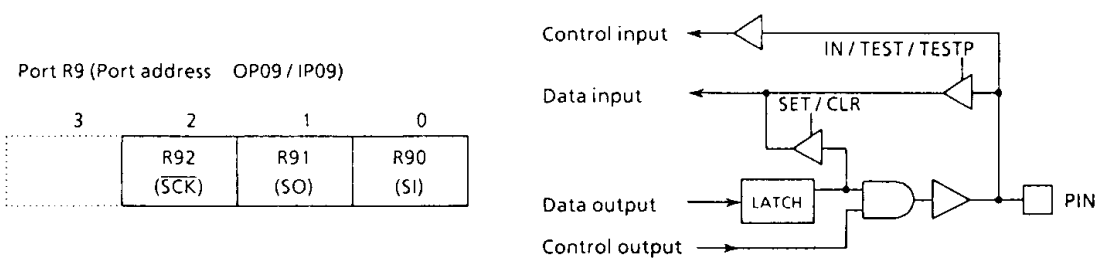 Port R9 (Port address OP09 / IP09)
3 2 1 0
R92 R91 R90
(S̅C̅K̅) (SO) (SI)
Control input
IN / TEST / TESTP
Data input
SET / CLR
Data output
LATCH
PIN
Control output